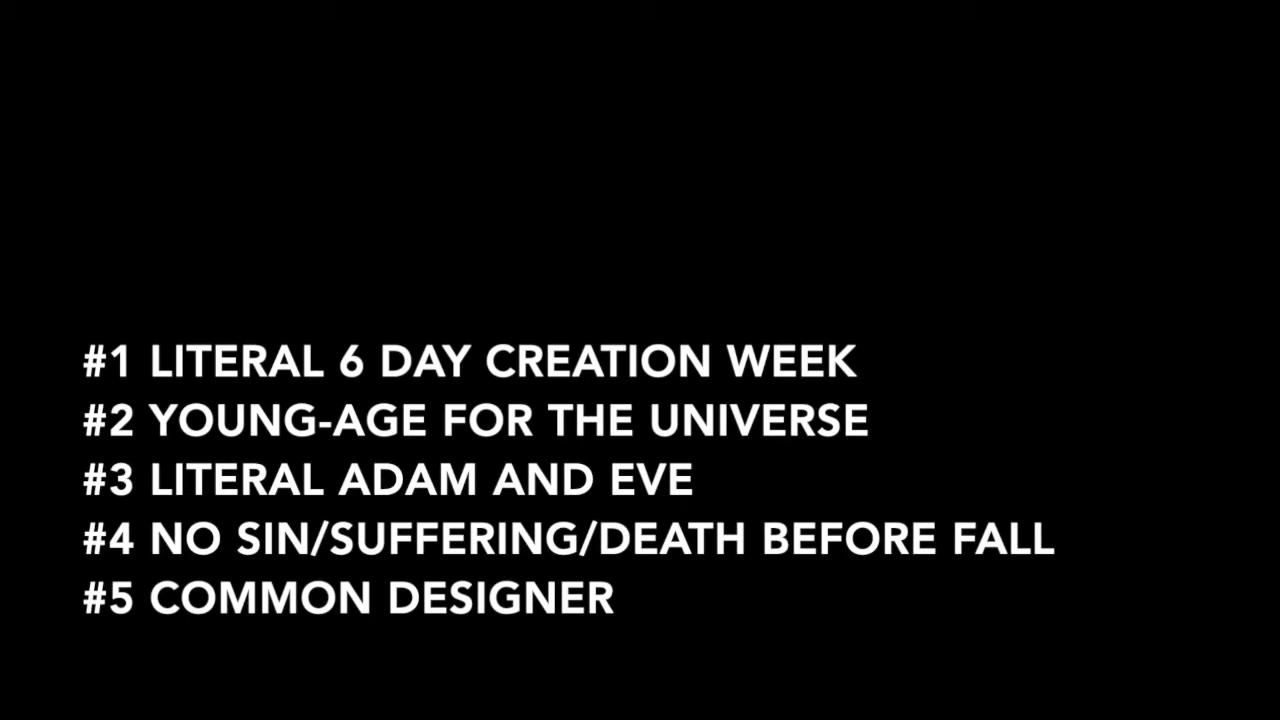 #1 LITERAL 6 DAY CREATION WEEK
#2 YOUNG-AGE FOR THE UNIVERSE
#3 LITERAL ADAM AND EVE
#4 NO SIN/SUFFERING/DEATH BEFORE FALL
#5 COMMON DESIGNER